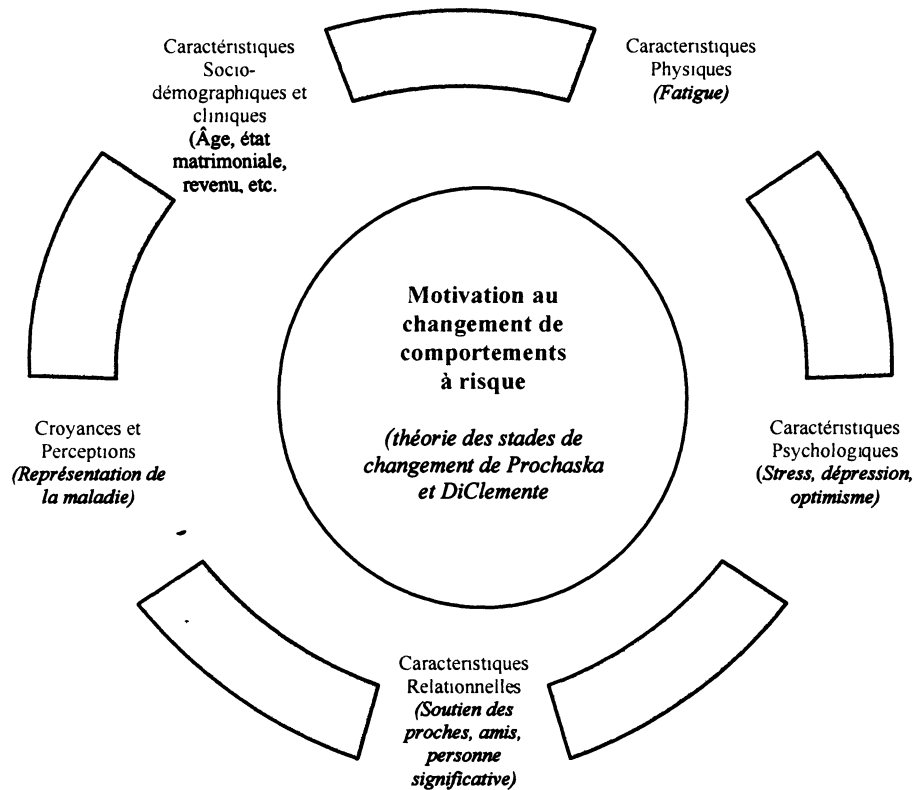 Caractéristiques
Socio-
démographiques et
cliniques
(Âge, état
matrimoniale,
revenu, etc.
Caracteristiques
Physiques
(Fatigue)
Motivation au
changement de
comportements
à risque
(théorie des stades de
changement de Prochaska
et DiClemente
Croyances et
Perceptions
(Représentation de
la maladie)
Caractéristiques
Psychologiques
(Stress, dépression,
optimisme)
Caracteristiques
Relationnelles
(Soutien des
proches, amis,
personne
significative)